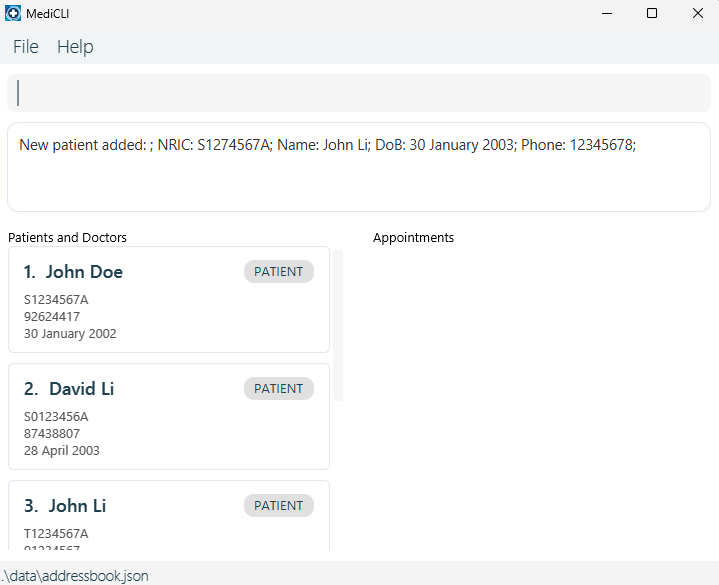 MediCLI
File Help
New patient added: ; NRIC: S1274567A; Name: John Li; DoB: 30 January 2003; Phone: 12345678;
Patients and Doctors
Appointments
1. John Doe
PATIENT
S1234567A
92624417
30 January 2002
2. David Li
PATIENT
S0123456A
87438807
28 April 2003
3. John Li
PATIENT
T1234567A
.\data\addressbook.json